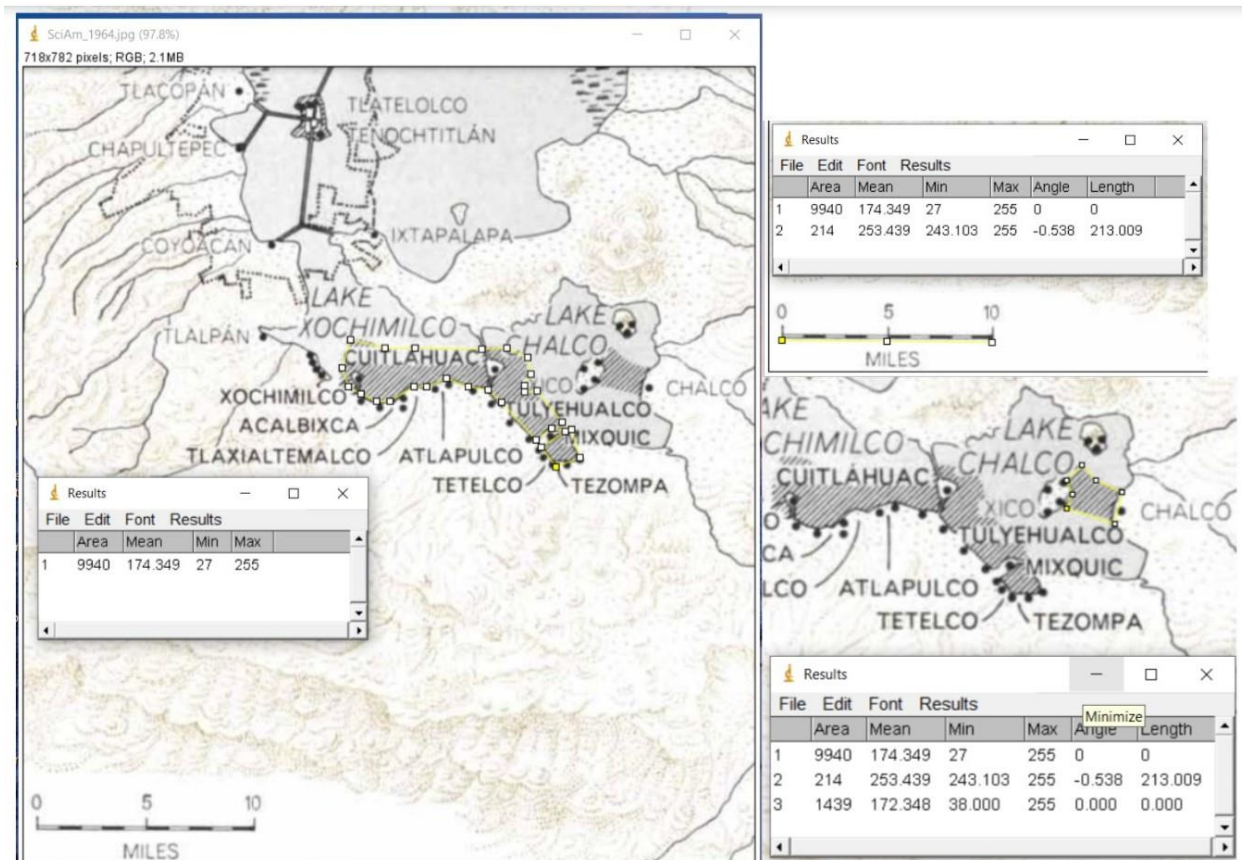 SciAm_1964.jpg (97.8%)
718x782 pixels; RGB; 2.1MB
TLACOPÁN
TLATELOLCO
TENOCHTITLÁN
CHAPULTEPEC
COYOACÁN
IXTAPALAPA
LAKE
XOCHIMILCO
LAKE
CHALCO
TLALPÁN
CUITLÁHUAC
XICO
CHALCO
XOCHIMILCO
TULYEHUALCO
ACALBIXCA
MIXQUIC
TLAXIALTEMALCO
ATLAPULCO
TETELCO
TEZOMPA
Results
File Edit Font Results
Area Mean Min Max
1 9940 174.349 27 255
0 5 10
MILES
Results
File Edit Font Results
Area Mean Min Max Angle Length
1 9940 174.349 27 255 0 0
2 214 253.439 243.103 255 -0.538 213.009
0 5 10
MILES
AKE
CHIMILCO
LAKE
CHALCO
CUITLÁHUAC
XICO
CHALCO
O
TULYEHUALCO
CA
MIXQUIC
LCO
ATLAPULCO
TETELCO
TEZOMPA
Results
File Edit Font Results
Minimize
Area Mean Min Max Angle Length
1 9940 174.349 27 255 0 0
2 214 253.439 243.103 255 -0.538 213.009
3 1439 172.348 38.000 255 0.000 0.000